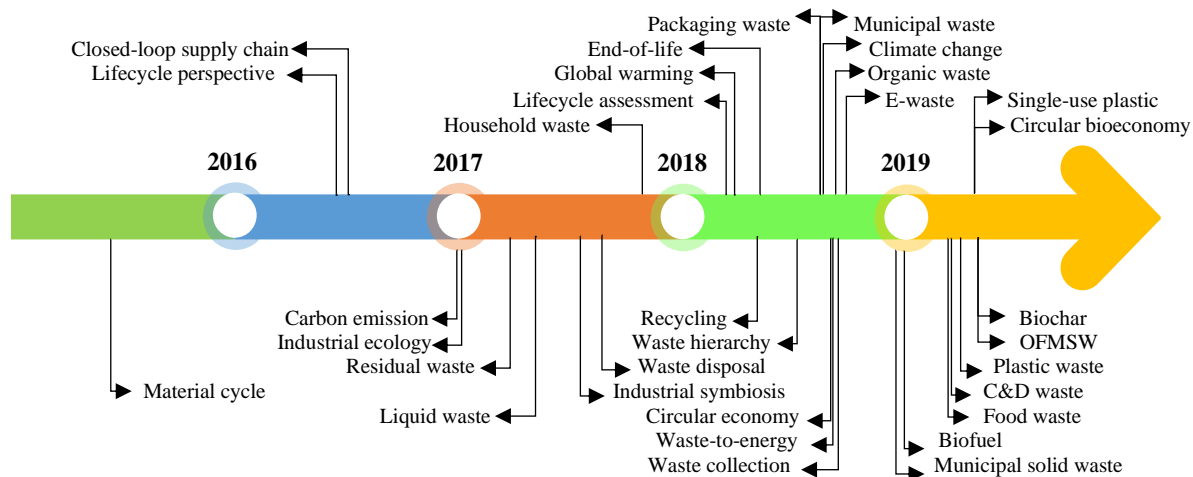 Packaging waste
Municipal waste
Closed-loop supply chain
End-of-life
Climate change
Lifecycle perspective
Global warming
Organic waste
Lifecycle assessment
E-waste
Single-use plastic
Household waste
Circular bioeconomy
2016
2017
2018
2019
Carbon emission
Recycling
Biochar
Industrial ecology
Waste hierarchy
OFMSW
Residual waste
Waste disposal
Plastic waste
Material cycle
Industrial symbiosis
C&D waste
Liquid waste
Circular economy
Food waste
Waste-to-energy
Biofuel
Waste collection
Municipal solid waste